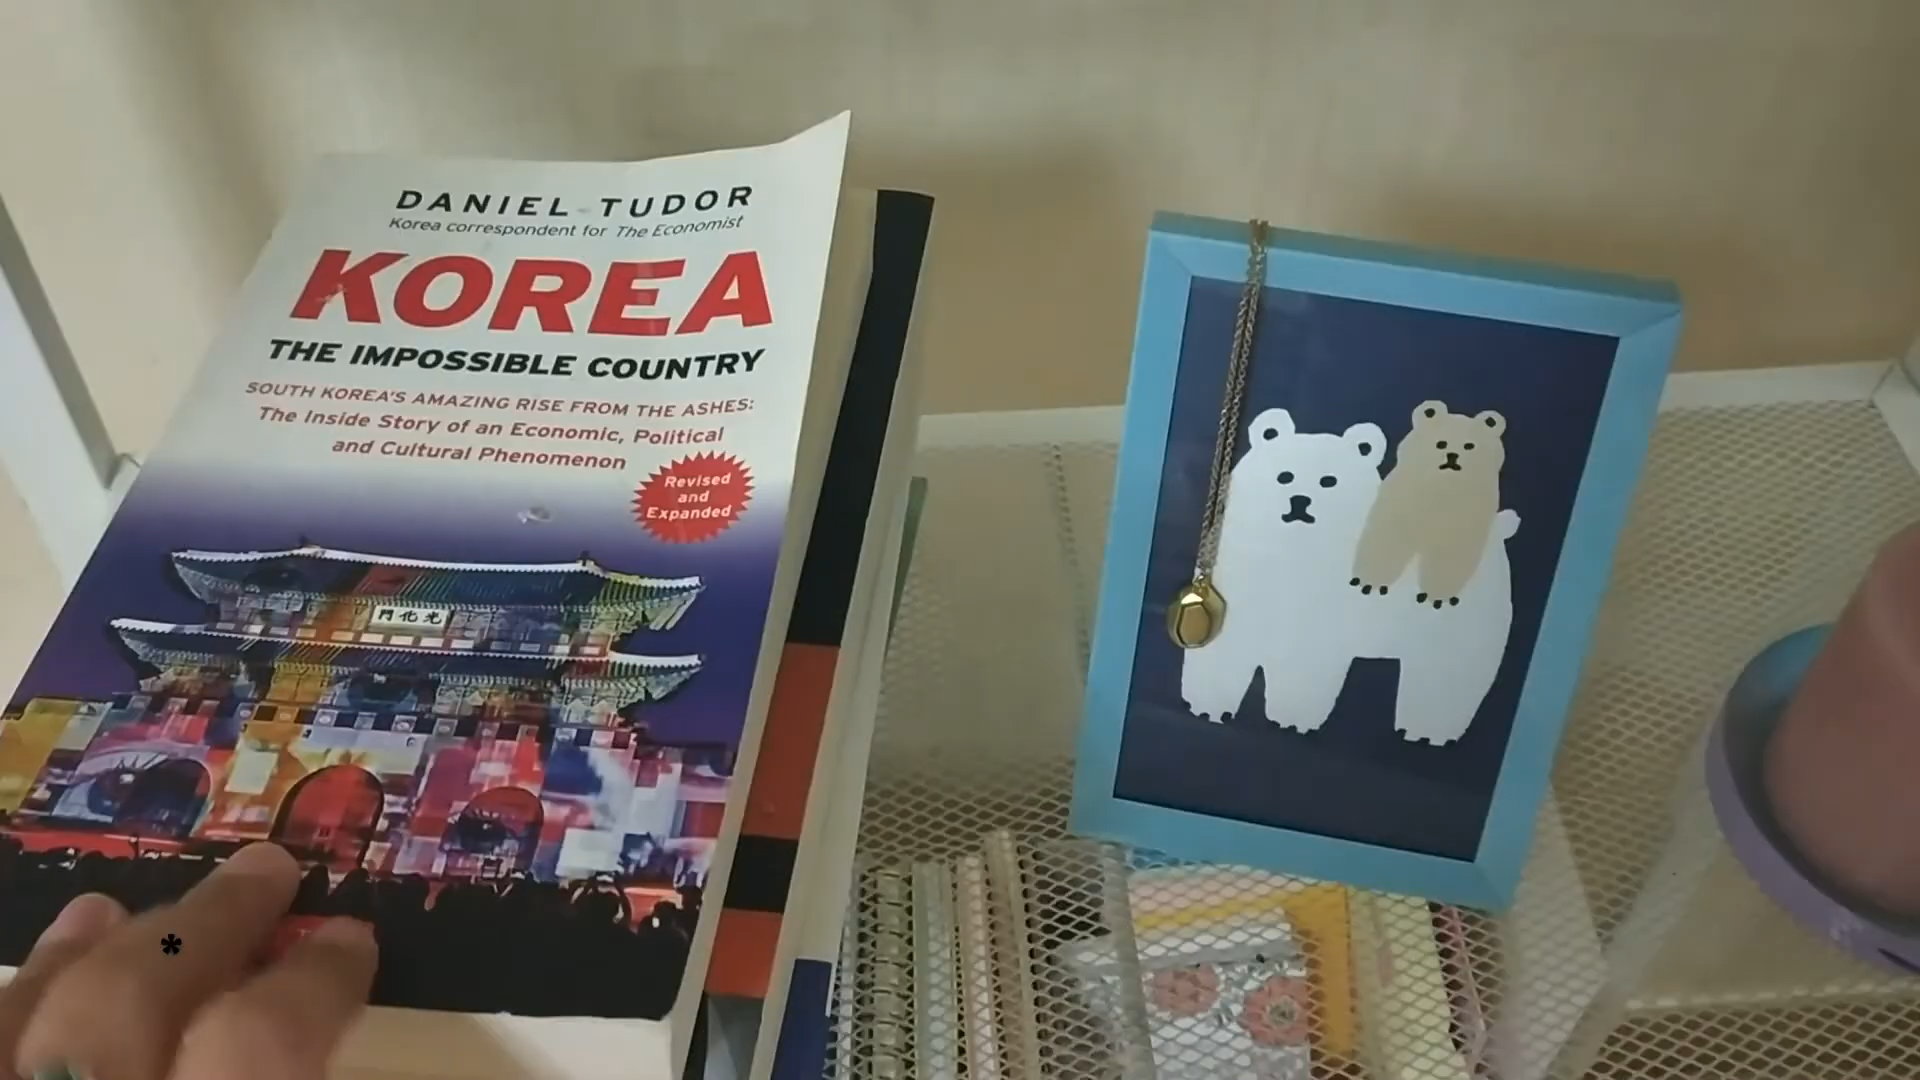 DANIEL TUDOR
Korea correspondent for The Economist
KOREA
THE IMPOSSIBLE COUNTRY
SOUTH KOREA'S AMAZING RISE FROM THE ASHES:
The Inside Story of an Economic, Political
and Cultural Phenomenon
Revised
and
Expanded
門化光
*